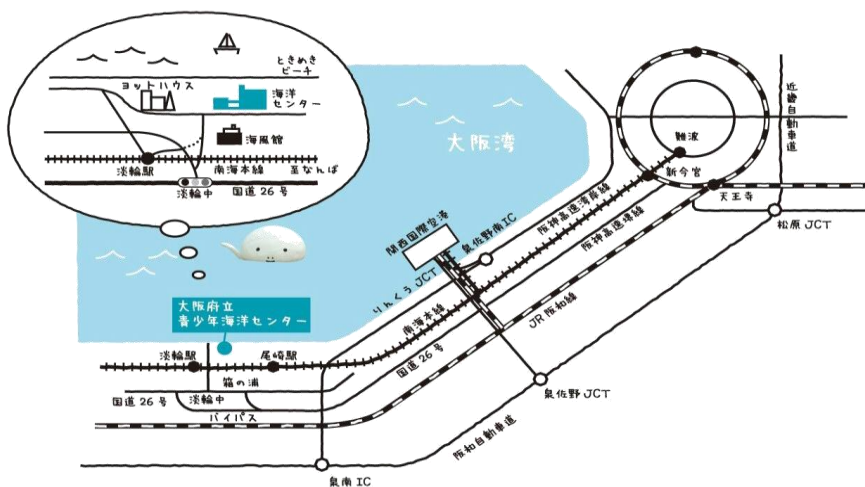 ときめき
ビーチ
ヨットハウス
海洋
センター
海風館
淡輪駅
南海本線
至なんば
淡輪中
国道26号
大阪湾
近畿自動車道
難波
新今宮
天王寺
松原JCT
関西国際空港
泉佐野南IC
阪神高速湾岸線
阪神高速堺線
りんくうJCT
南海本線
JR阪和線
国道26号
大阪府立
青少年海洋センター
淡輪駅
尾崎駅
箱の浦
国道26号
淡輪中
バイパス
泉佐野JCT
阪和自動車道
泉南IC